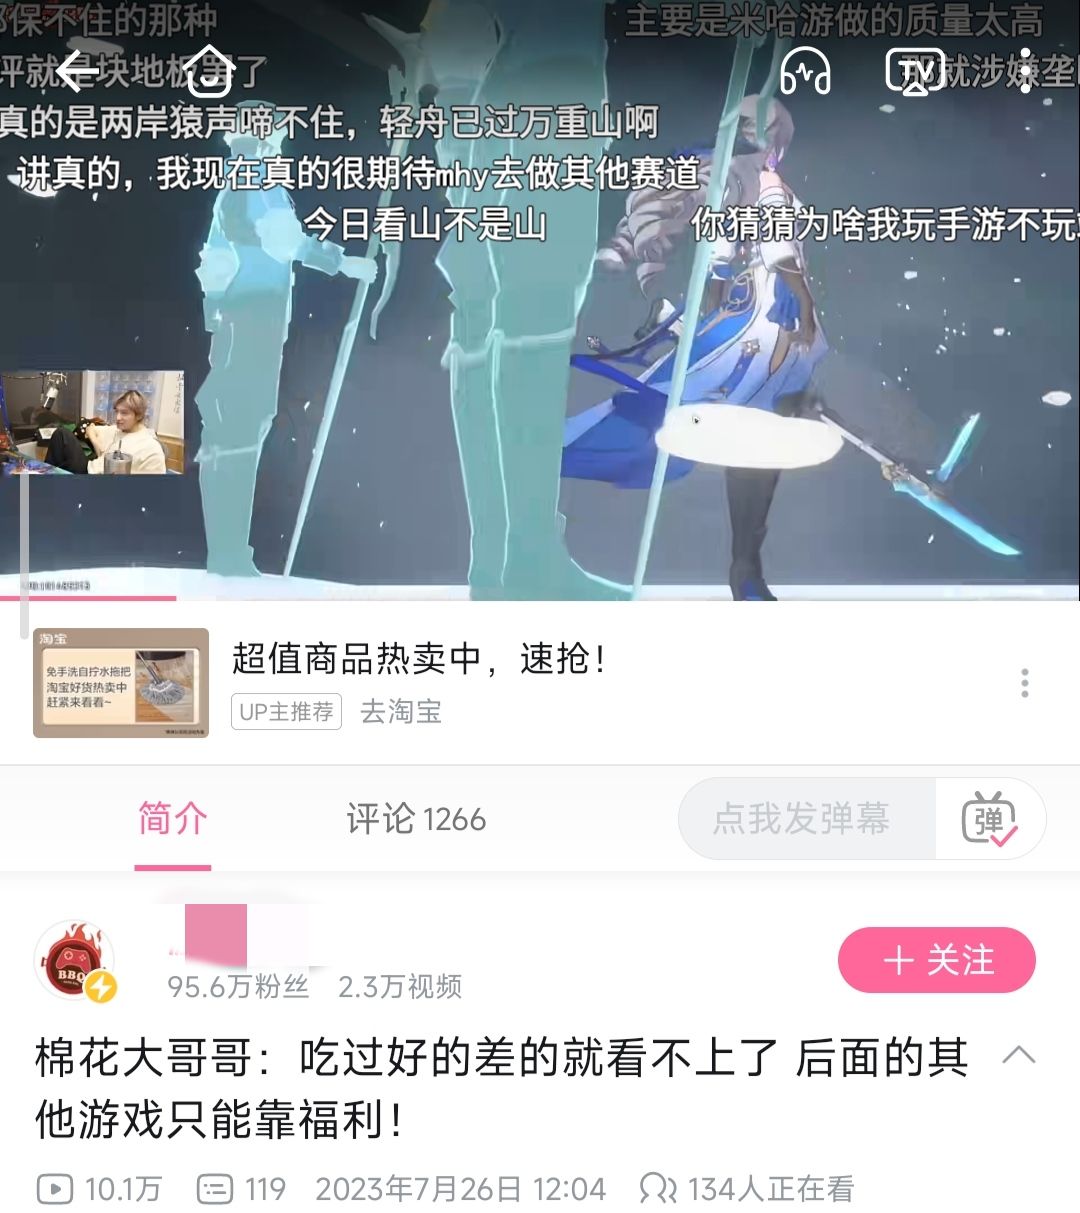 那保不住的那种
主要是米哈游做的质量太高
评就是块地板男了
那就涉嫌垄
真的是两岸猿声啼不住，轻舟已过万重山啊
讲真的，我现在真的很期待mhy去做其他赛道
今日看山不是山
你猜猜为啥我玩手游不玩
TV
淘宝
免手洗自拧水拖把
淘宝好货热卖中
赶紧来看看~
超值商品热卖中，速抢！
UP主推荐
去淘宝
简介
评论 1266
点我发弹幕
弹
BBQ
95.6万粉丝 2.3万视频
＋关注
棉花大哥哥：吃过好的差的就看不上了 后面的其
他游戏只能靠福利！
10.1万 119 2023年7月26日 12:04 134人正在看